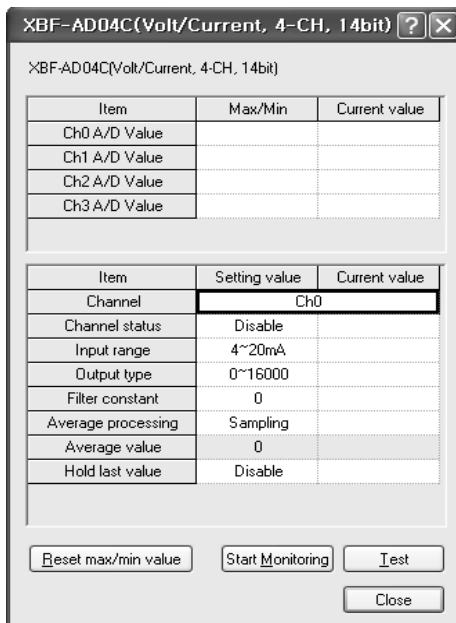 XBF-AD04C(Volt/Current, 4-CH, 14bit) ? X
XBF-AD04C(Volt/Current, 4-CH, 14bit)
Item Max/Min Current value
Ch0 A/D Value
Ch1 A/D Value
Ch2 A/D Value
Ch3 A/D Value
Item Setting value Current value
Channel Ch0
Channel status Disable
Input range 4~20mA
Output type 0~16000
Filter constant 0
Average processing Sampling
Average value 0
Hold last value Disable
Reset max/min value Start Monitoring Test
Close